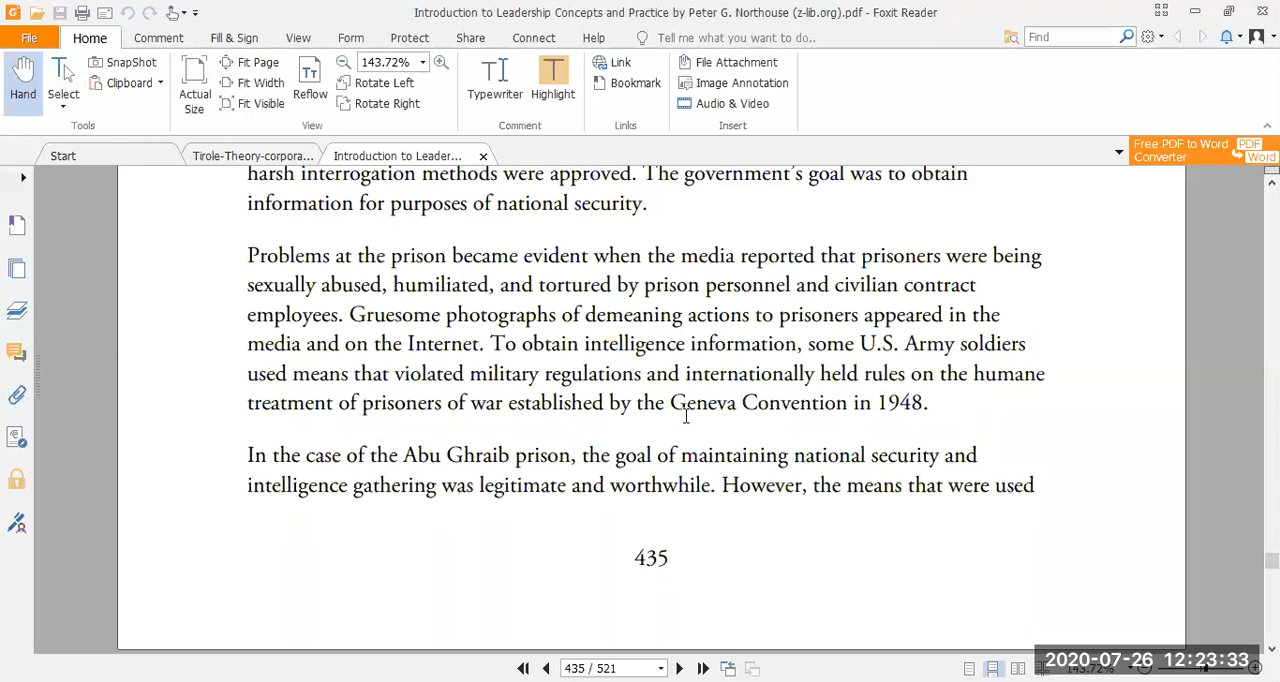 Introduction to Leadership Concepts and Practice by Peter G. Northouse (z-lib.org).pdf - Foxit Reader
File Home Comment Fill & Sign View Form Protect Share Connect Help Tell me what you want to do.. Find
Hand Select SnapShot Clipboard Actual Size Fit Page Fit Width Fit Visible Reflow 143.72% Rotate Left Rotate Right Typewriter Highlight Link Bookmark File Attachment Image Annotation Audio & Video
Tools View Comment Links Insert
Start Tirole-Theory-corpora... Introduction to Leader... Free PDF to Word Converter PDF Word
harsh interrogation methods were approved. The government's goal was to obtain
information for purposes of national security.
Problems at the prison became evident when the media reported that prisoners were being
sexually abused, humiliated, and tortured by prison personnel and civilian contract
employees. Gruesome photographs of demeaning actions to prisoners appeared in the
media and on the Internet. To obtain intelligence information, some U.S. Army soldiers
used means that violated military regulations and internationally held rules on the humane
treatment of prisoners of war established by the Geneva Convention in 1948.
In the case of the Abu Ghraib prison, the goal of maintaining national security and
intelligence gathering was legitimate and worthwhile. However, the means that were used
435
435 / 521 143.72%
2020-07-26 12:23:33